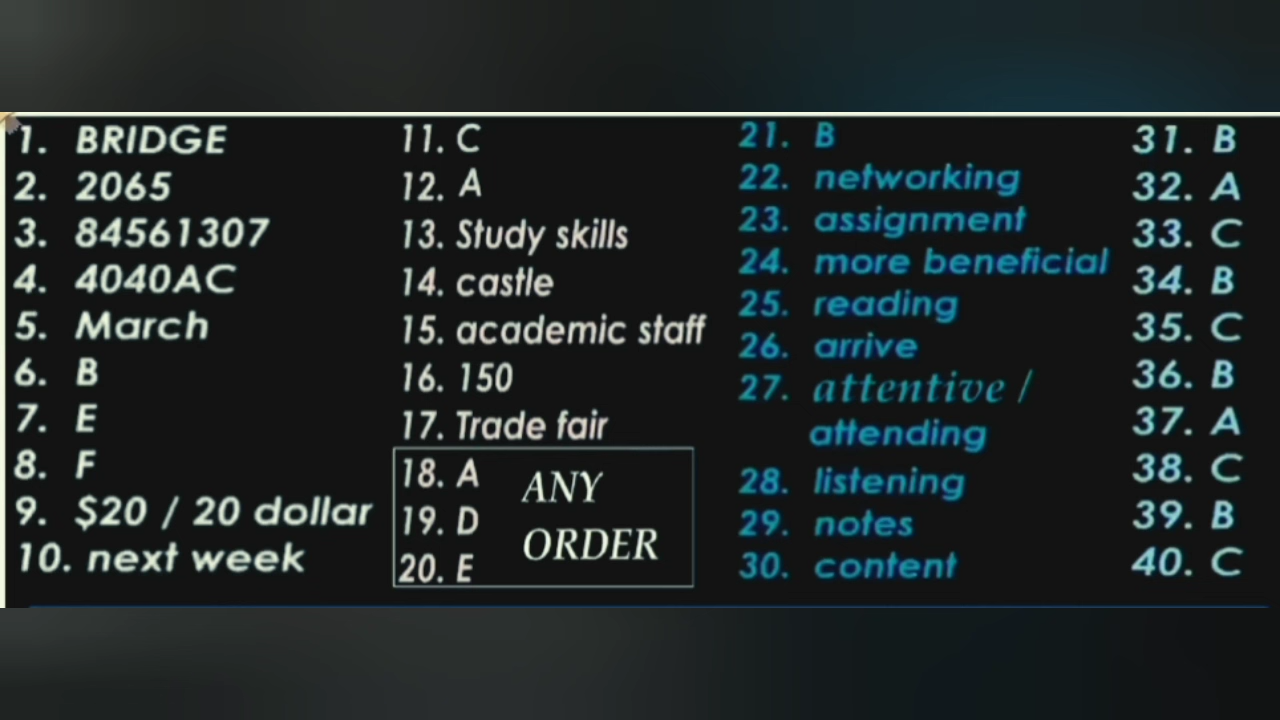 1. BRIDGE
2. 2065
3. 84561307
4. 4040AC
5. March
6. B
7. E
8. F
9. $20 / 20 dollar
10. next week
11. C
12. A
13. Study skills
14. castle
15. academic staff
16. 150
17. Trade fair
18. A
19. D
20. E
ANY
ORDER
21. B
22. networking
23. assignment
24. more beneficial
25. reading
26. arrive
27. attentive /
attending
28. listening
29. notes
30. content
31. B
32. A
33. C
34. B
35. C
36. B
37. A
38. C
39. B
40. C